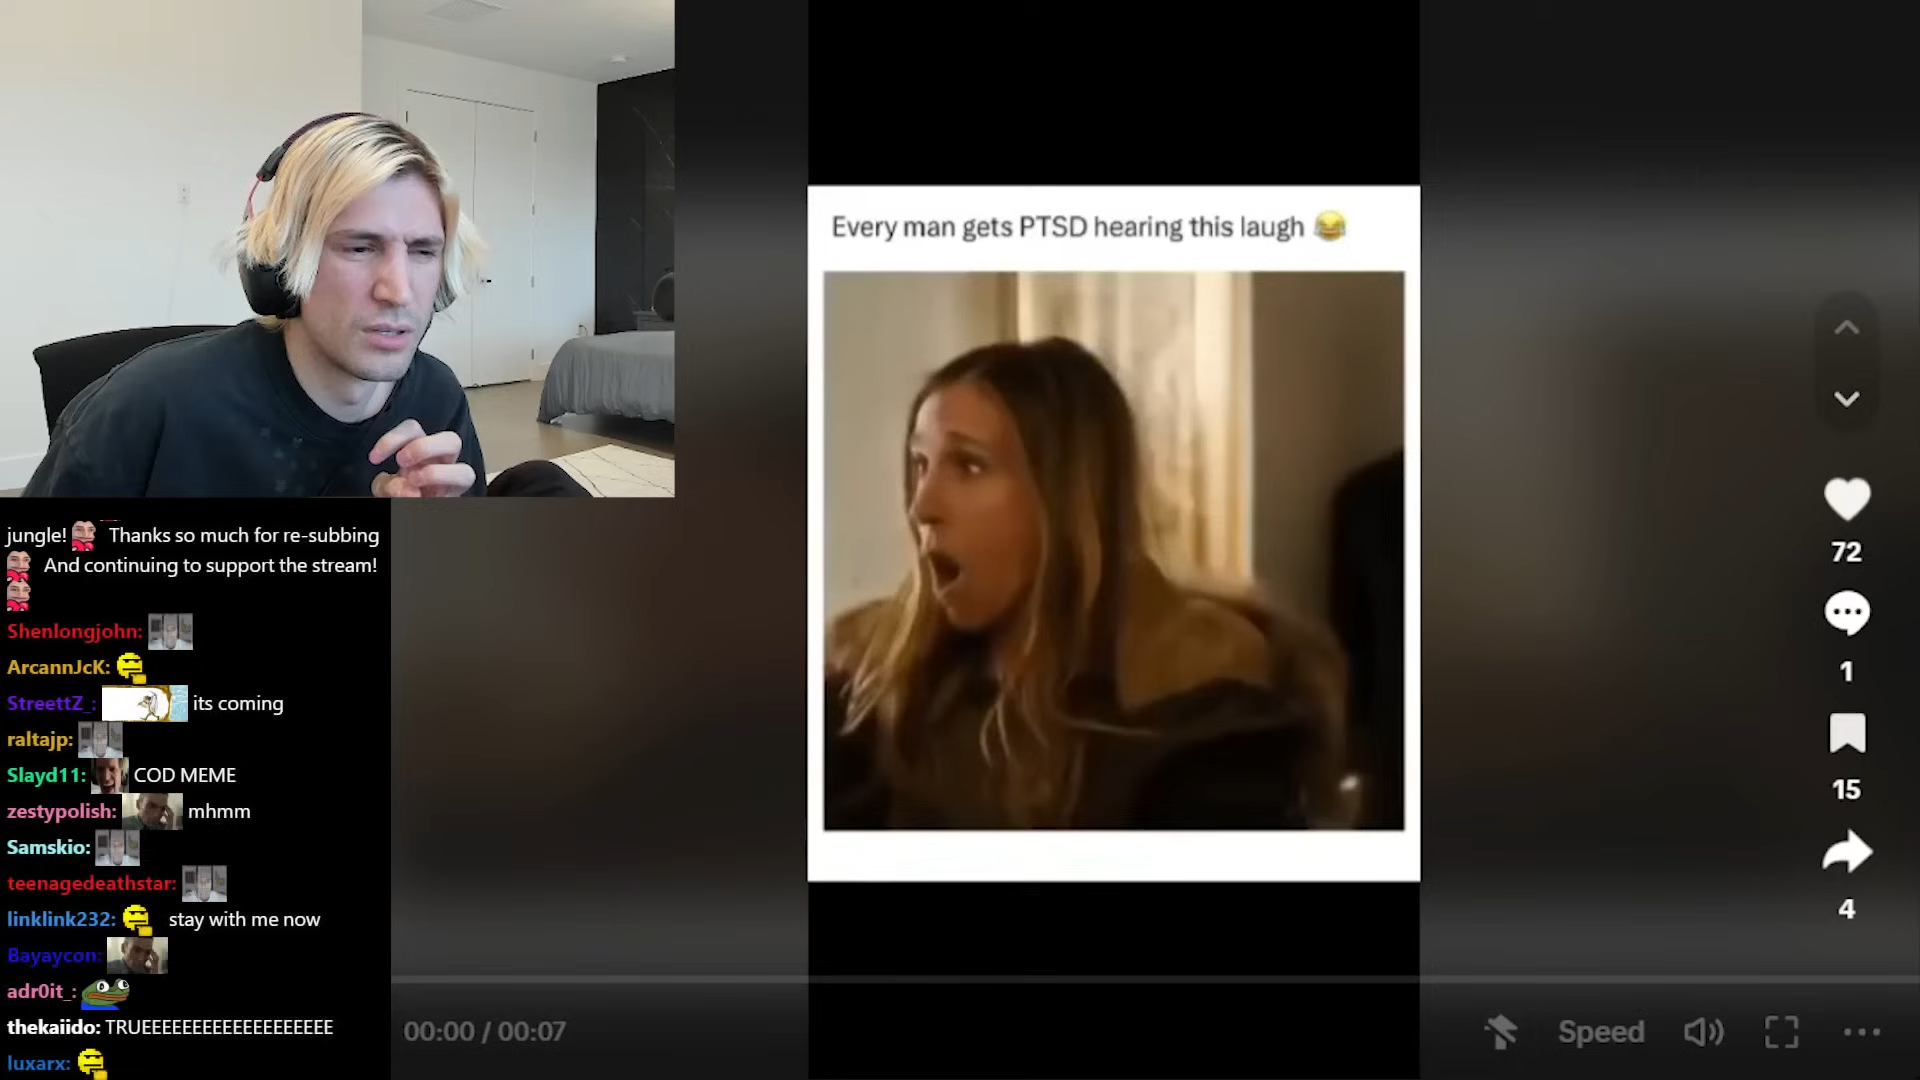 Every man gets PTSD hearing this laugh 😂
jungle! Thanks so much for re-subbing
And continuing to support the stream!
Shenlongjohn:
ArcannJcK:
StreettZ_: its coming
raltajp:
Slayd11: COD MEME
zestypolish: mhmm
Samskio:
teenagedeathstar:
linklink232: stay with me now
Bayaycon:
adr0it_:
thekaiido: TRUEEEEEEEEEEEEEEEEEEE
luxarx:
72
1
15
4
00:00 / 00:07
Speed